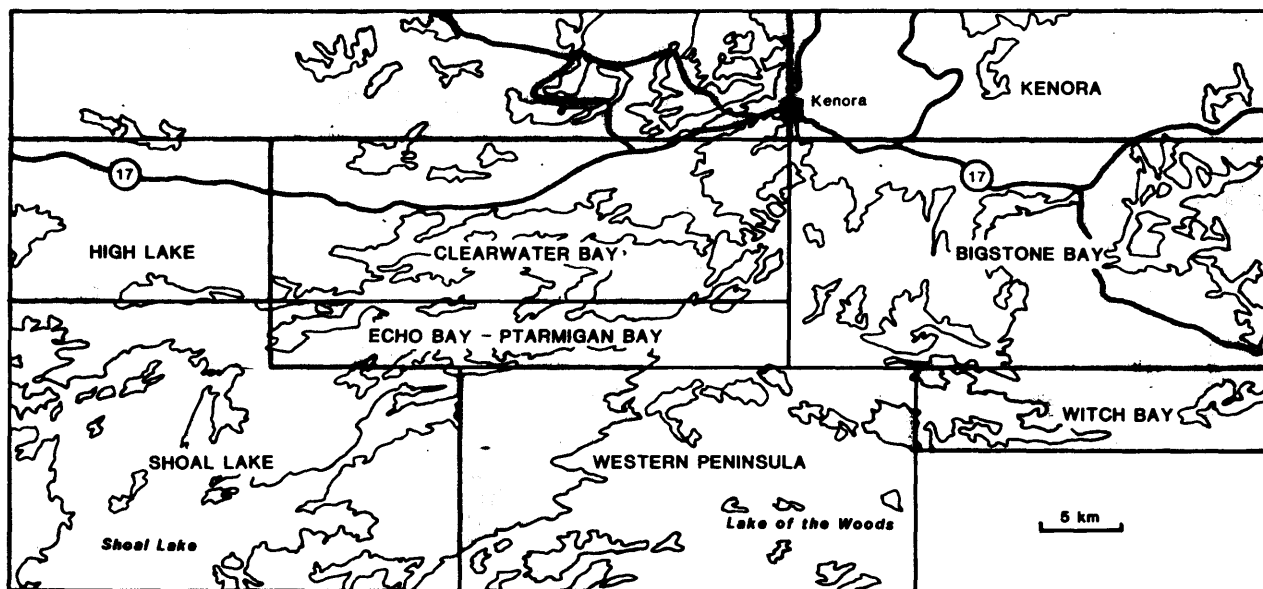 Kenora
KENORA
17
17
HIGH LAKE
CLEARWATER BAY
BIGSTONE BAY
ECHO BAY - PTARMIGAN BAY
WITCH BAY
SHOAL LAKE
WESTERN PENINSULA
Lake of the Woods
5 km
Shoal Lake